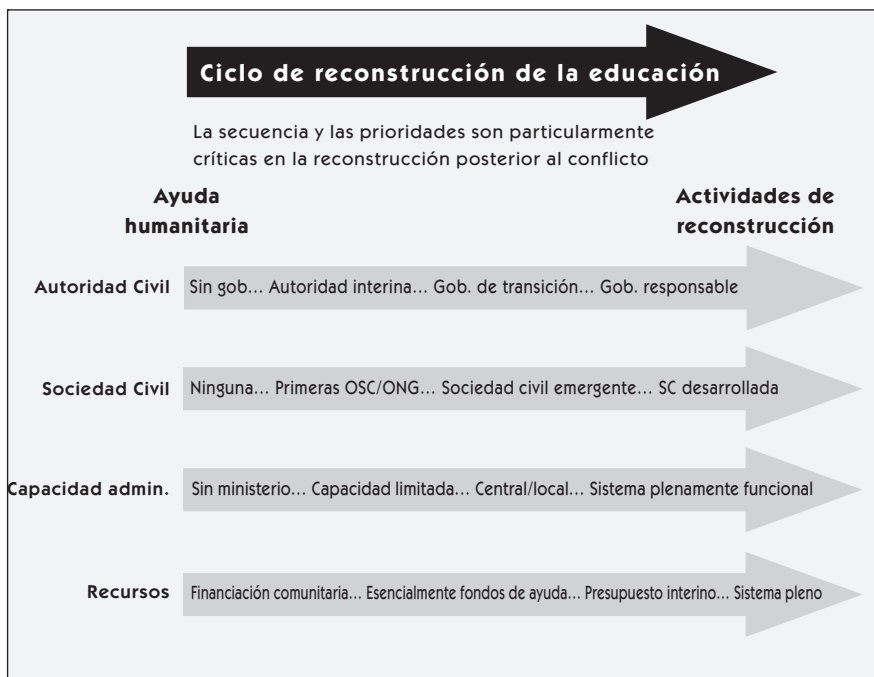 Ciclo de reconstrucción de la educación
La secuencia y las prioridades son particularmente
críticas en la reconstrucción posterior al conflicto
Ayuda
humanitaria
Actividades de
reconstrucción
Autoridad Civil
Sin gob... Autoridad interina... Gob. de transición... Gob. responsable
Sociedad Civil
Ninguna... Primeras OSC/ONG... Sociedad civil emergente... SC desarrollada
Capacidad admin.
Sin ministerio... Capacidad limitada... Central/local... Sistema plenamente funcional
Recursos
Financiación comunitaria... Esencialmente fondos de ayuda... Presupuesto interino... Sistema pleno